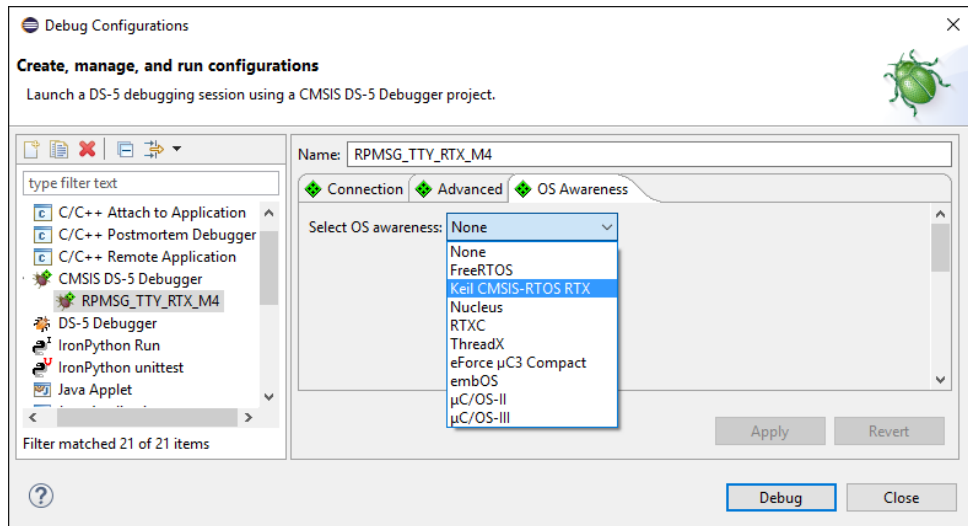 Debug Configurations
Create, manage, and run configurations
Launch a DS-5 debugging session using a CMSIS DS-5 Debugger project.
type filter text
C/C++ Attach to Application
C/C++ Postmortem Debugger
C/C++ Remote Application
CMSIS DS-5 Debugger
RPMSG_TTY_RTX_M4
DS-5 Debugger
IronPython Run
IronPython unittest
Java Applet
Filter matched 21 of 21 items
Name: RPMSG_TTY_RTX_M4
Connection Advanced OS Awareness
Select OS awareness: None
None
FreeRTOS
Keil CMSIS-RTOS RTX
Nucleus
RTXC
ThreadX
eForce µC3 Compact
embOS
µC/OS-II
µC/OS-III
Apply Revert
Debug Close